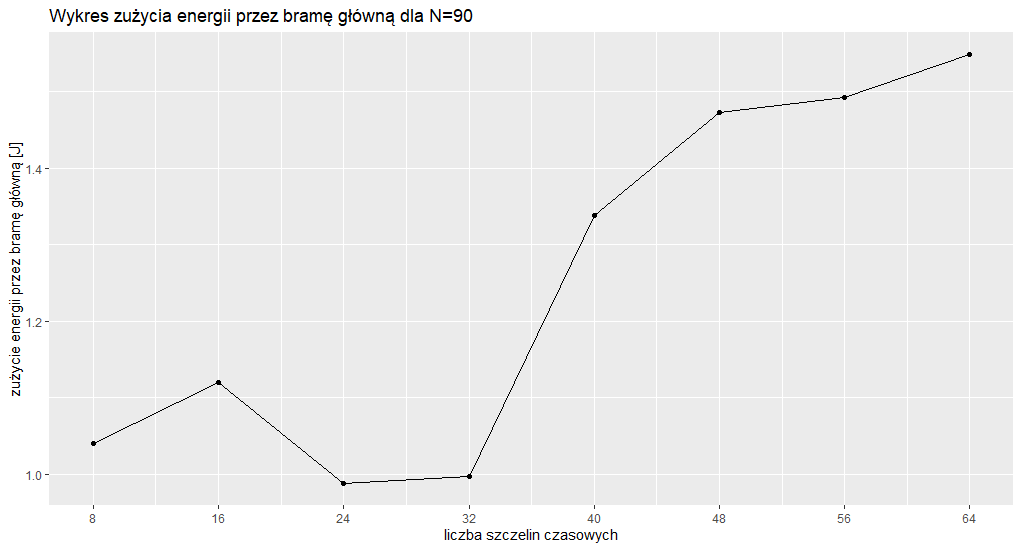 Wykres zużycia energii przez bramę główną dla N=90
zużycie energii przez bramę główną [J]
1.4
1.2
1.0
8 16 24 32 40 48 56 64
liczba szczelin czasowych